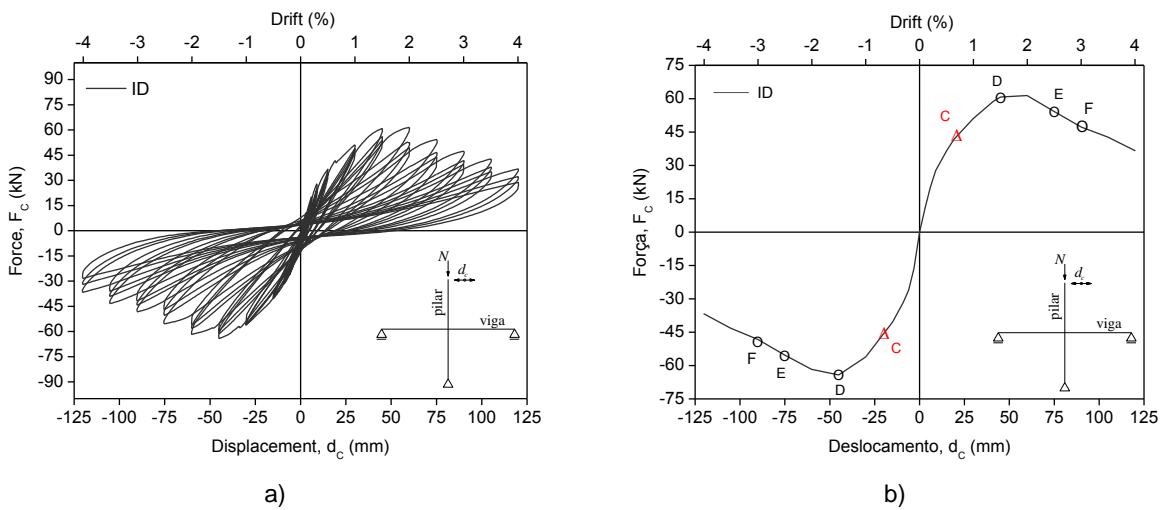 Drift (%)
-4 -3 -2 -1 0 1 2 3 4
90
75
60
45
30
15
0
-15
-30
-45
-60
-75
-90
Force, F_C (kN)
ID
N
d_c
pilar
viga
-125 -100 -75 -50 -25 0 25 50 75 100 125
Displacement, d_C (mm)
a)
Drift (%)
-4 -3 -2 -1 0 1 2 3 4
75
60
45
30
15
0
-15
-30
-45
-60
-75
Força, F_C (kN)
ID
D
E
F
C
N
d_c
pilar
viga
C
F
E
D
-125 -100 -75 -50 -25 0 25 50 75 100 125
Deslocamento, d_C (mm)
b)